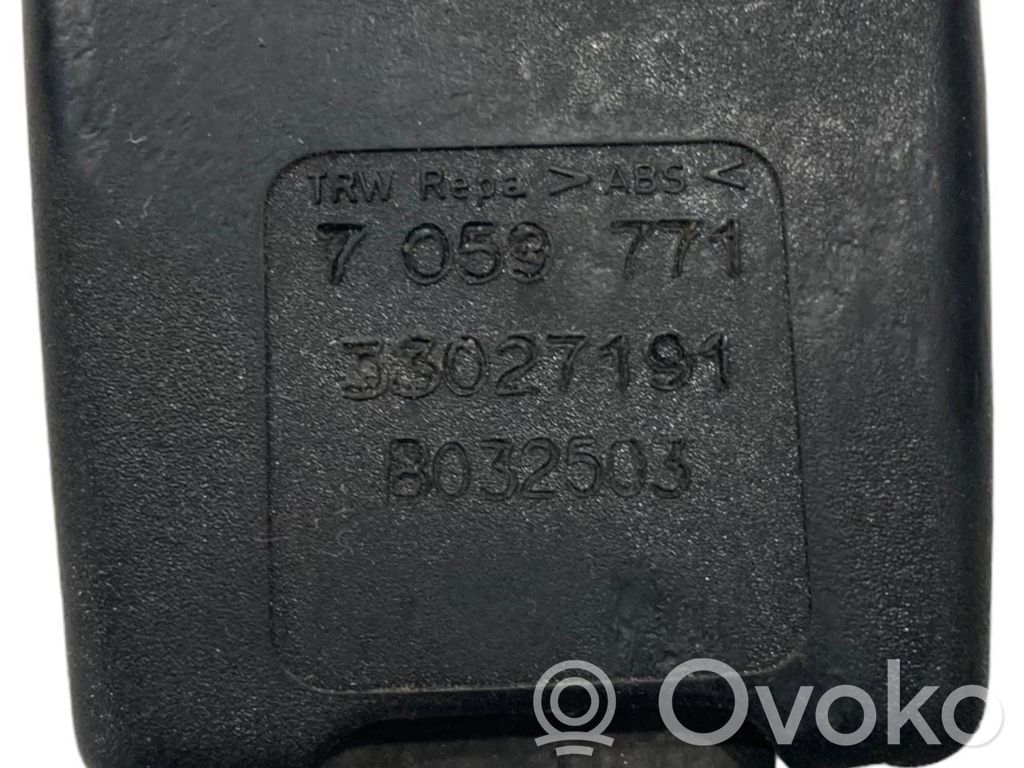 TRW Repa > ABS <
7 059 771
33027191
B032503
Ovoko